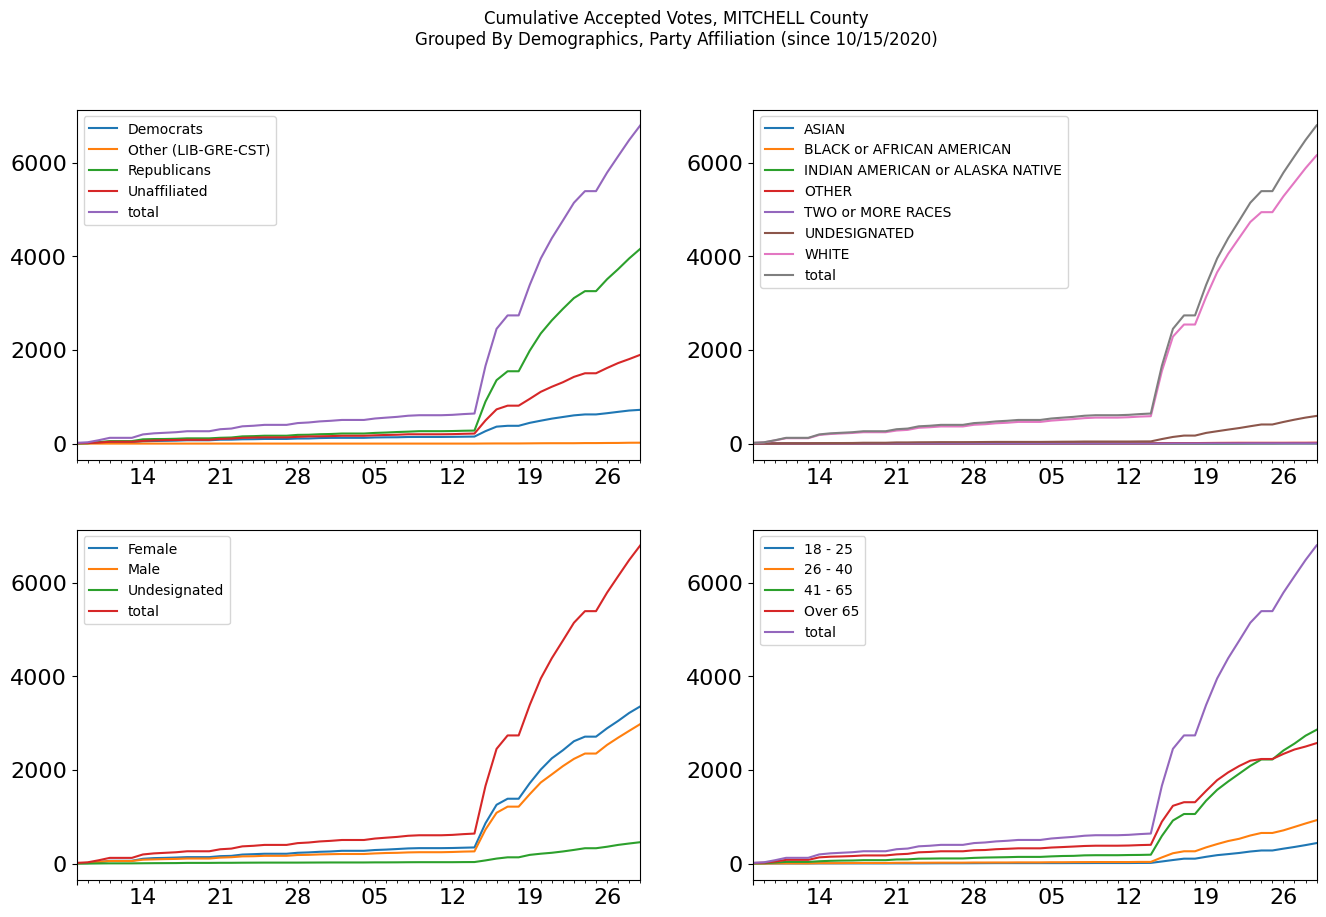 Cumulative Accepted Votes, MITCHELL County
Grouped By Demographics, Party Affiliation (since 10/15/2020)
Democrats
Other (LIB-GRE-CST)
Republicans
Unaffiliated
total
6000
4000
2000
0
14 21 28 05 12 19 26
ASIAN
BLACK or AFRICAN AMERICAN
INDIAN AMERICAN or ALASKA NATIVE
OTHER
TWO or MORE RACES
UNDESIGNATED
WHITE
total
6000
4000
2000
0
14 21 28 05 12 19 26
Female
Male
Undesignated
total
6000
4000
2000
0
14 21 28 05 12 19 26
18 - 25
26 - 40
41 - 65
Over 65
total
6000
4000
2000
0
14 21 28 05 12 19 26